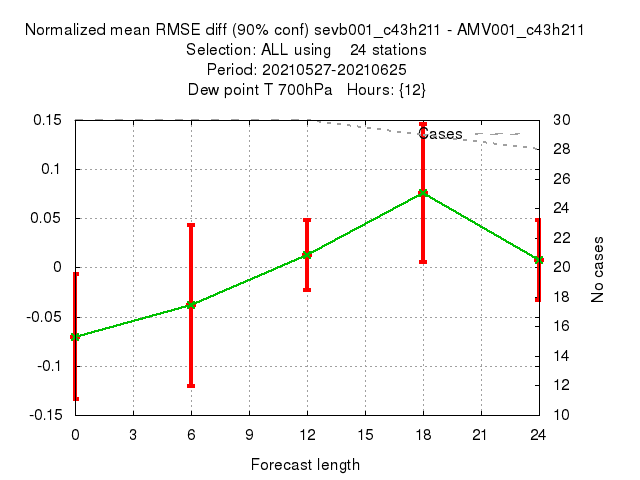 Normalized mean RMSE diff (90% conf) sevb001_c43h211 - AMV001_c43h211
Selection: ALL using    24 stations
Period: 20210527-20210625
Dew point T 700hPa   Hours: {12}
0.15
0.1
0.05
0
-0.05
-0.1
-0.15
Cases
30
28
26
24
22
20
18
16
14
12
10
No cases
0 3 6 9 12 15 18 21 24
Forecast length